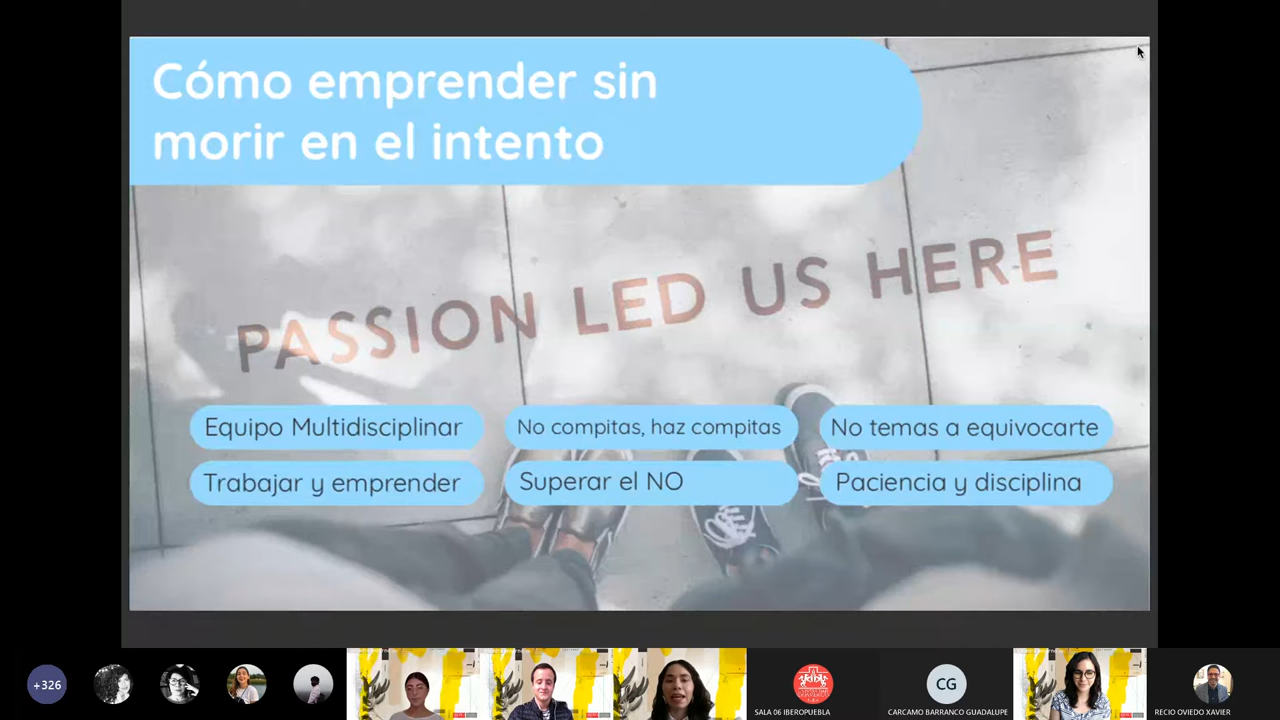 Cómo emprender sin
morir en el intento
PASSION LED US HERE
Equipo Multidisciplinar
No compitas, haz compitas
No temas a equivocarte
Trabajar y emprender
Superar el NO
Paciencia y disciplina
+326
SALA 06 IBEROPUEBLA
CG
CARCAMO BARRANCO GUADALUPE
RECIO OVIEDO XAVIER